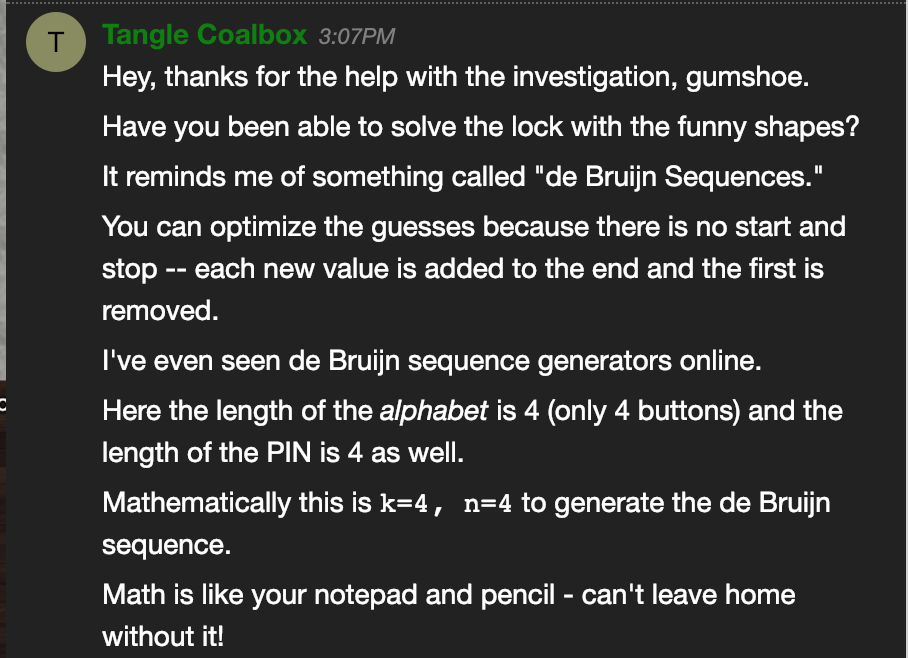 T
Tangle Coalbox 3:07PM
Hey, thanks for the help with the investigation, gumshoe.
Have you been able to solve the lock with the funny shapes?
It reminds me of something called "de Bruijn Sequences."
You can optimize the guesses because there is no start and
stop -- each new value is added to the end and the first is
removed.
I've even seen de Bruijn sequence generators online.
Here the length of the alphabet is 4 (only 4 buttons) and the
length of the PIN is 4 as well.
Mathematically this is k=4, n=4 to generate the de Bruijn
sequence.
Math is like your notepad and pencil - can't leave home
without it!